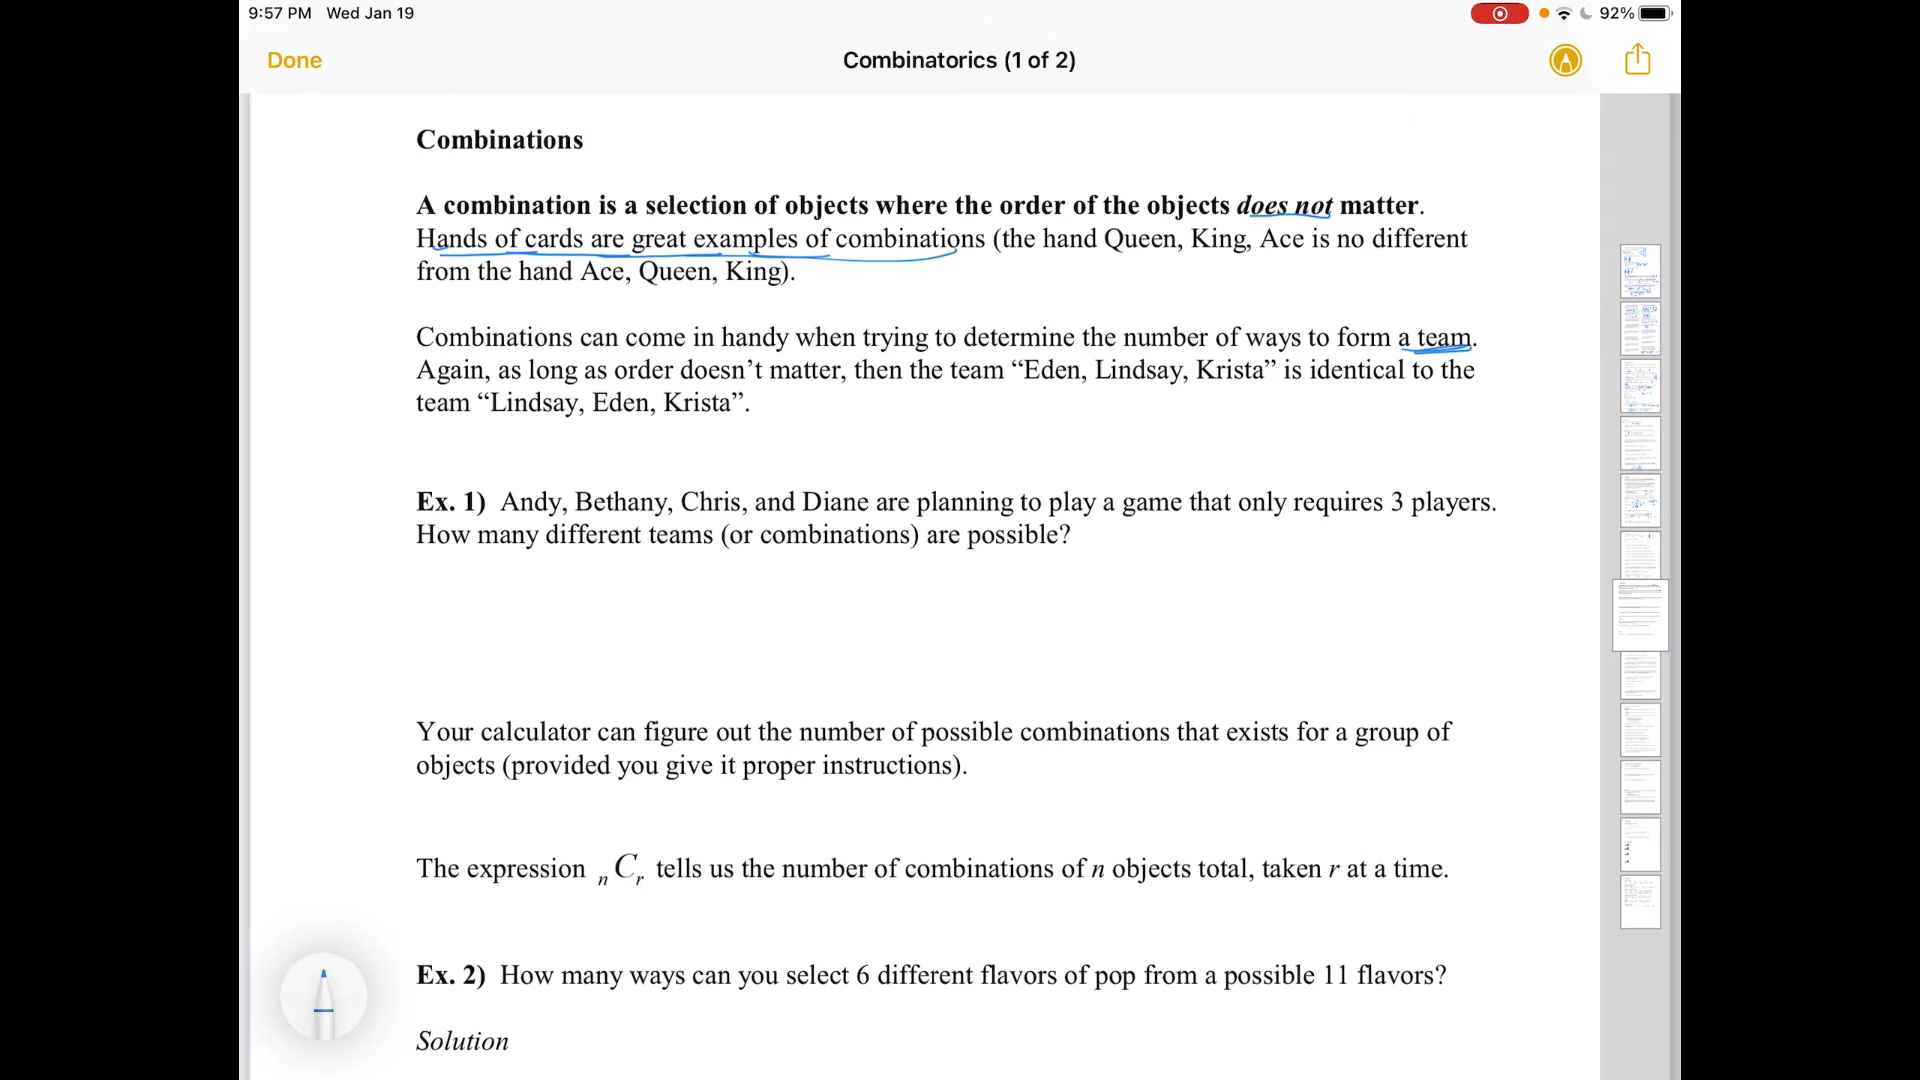 9:57 PM Wed Jan 19
92%
Done
Combinatorics (1 of 2)
Combinations
A combination is a selection of objects where the order of the objects does not matter.
Hands of cards are great examples of combinations (the hand Queen, King, Ace is no different
from the hand Ace, Queen, King).
Combinations can come in handy when trying to determine the number of ways to form a team.
Again, as long as order doesn’t matter, then the team “Eden, Lindsay, Krista” is identical to the
team “Lindsay, Eden, Krista”.
Ex. 1) Andy, Bethany, Chris, and Diane are planning to play a game that only requires 3 players.
How many different teams (or combinations) are possible?
Your calculator can figure out the number of possible combinations that exists for a group of
objects (provided you give it proper instructions).
The expression nCr tells us the number of combinations of n objects total, taken r at a time.
Ex. 2) How many ways can you select 6 different flavors of pop from a possible 11 flavors?
Solution